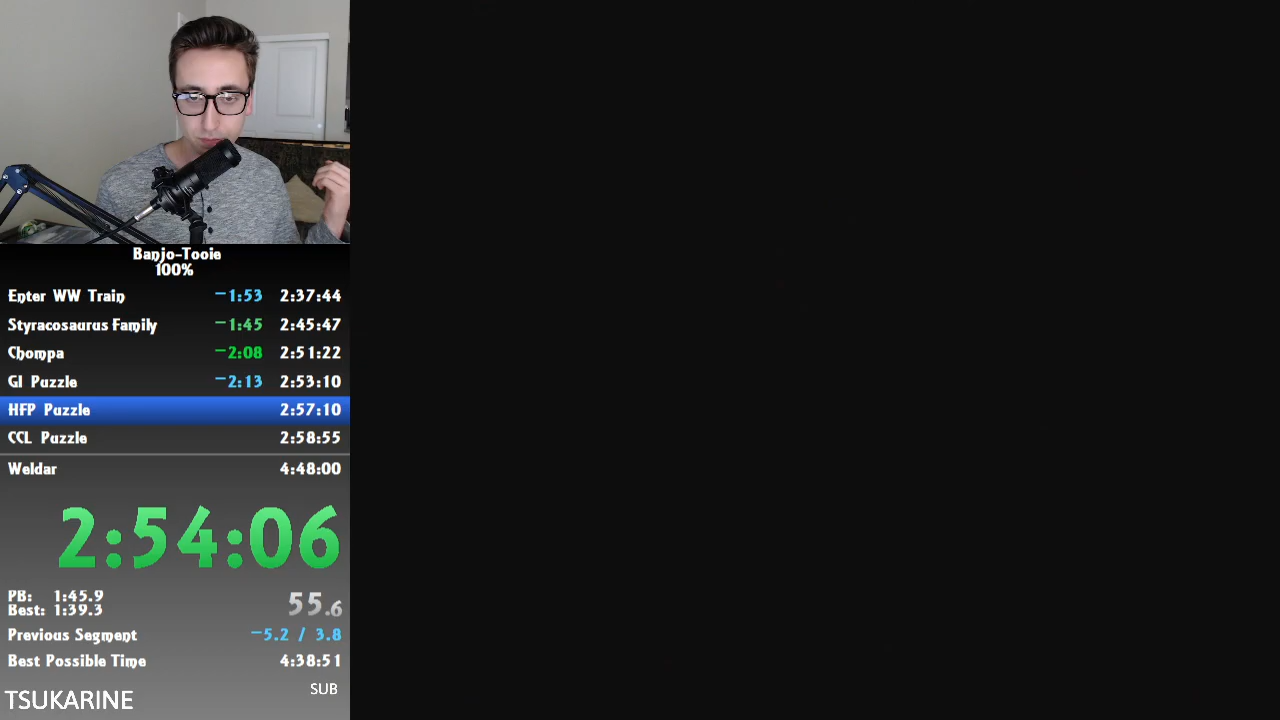 Banjo-Tooie
100%
Enter WW Train −1:53 2:37:44
Styracosaurus Family −1:45 2:45:47
Chompa −2:08 2:51:22
GI Puzzle −2:13 2:53:10
HFP Puzzle 2:57:10
CCL Puzzle 2:58:55
Weldar 4:48:00
2:54:06
PB: 1:45.9
Best: 1:39.3
55.6
Previous Segment −5.2 / 3.8
Best Possible Time 4:38:51
SUB
TSUKARINE